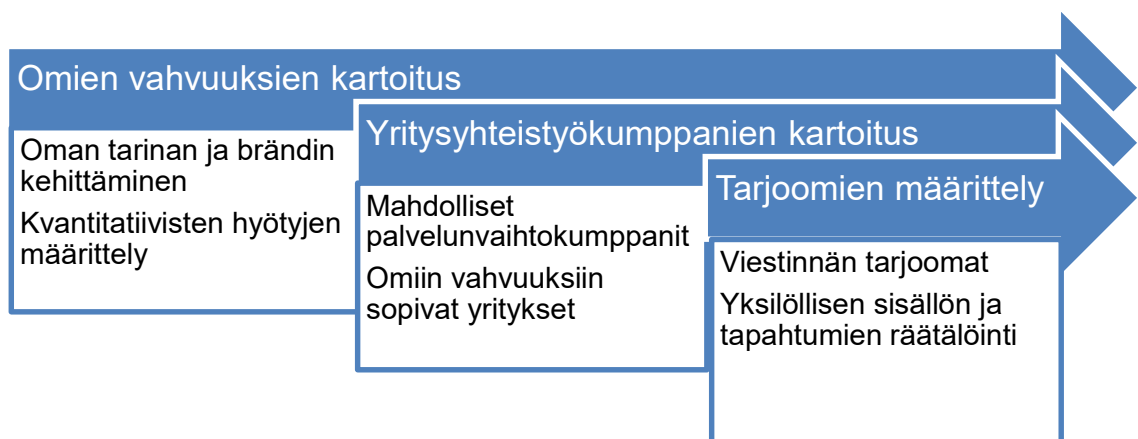 Omien vahvuuksien kartoitus
Oman tarinan ja brändin
kehittäminen
Kvantitatiivisten hyötyjen
määrittely
Yritysyhteistyökumppanien kartoitus
Mahdolliset
palvelunvaihtokumppanit
Omiin vahvuuksiin
sopivat yritykset
Tarjoomien määrittely
Viestinnän tarjoomat
Yksilöllisen sisällön ja
tapahtumien räätälöinti